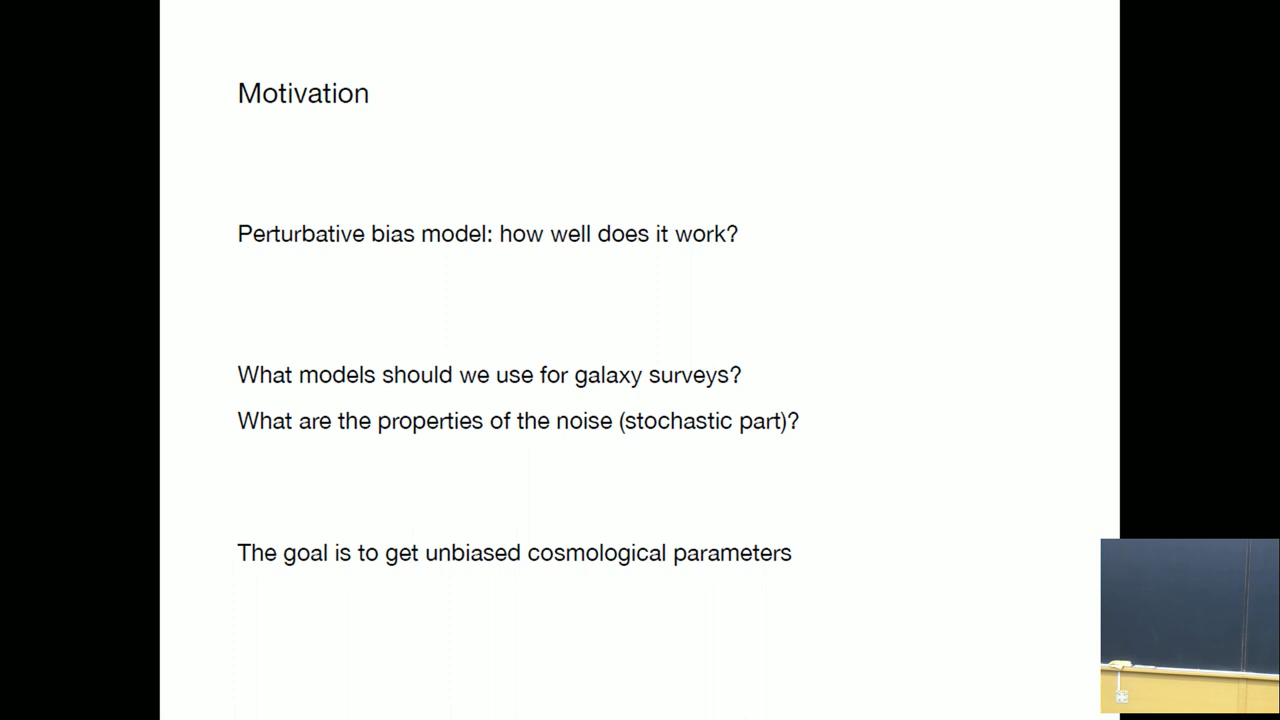 Motivation
Perturbative bias model: how well does it work?
What models should we use for galaxy surveys?
What are the properties of the noise (stochastic part)?
The goal is to get unbiased cosmological parameters